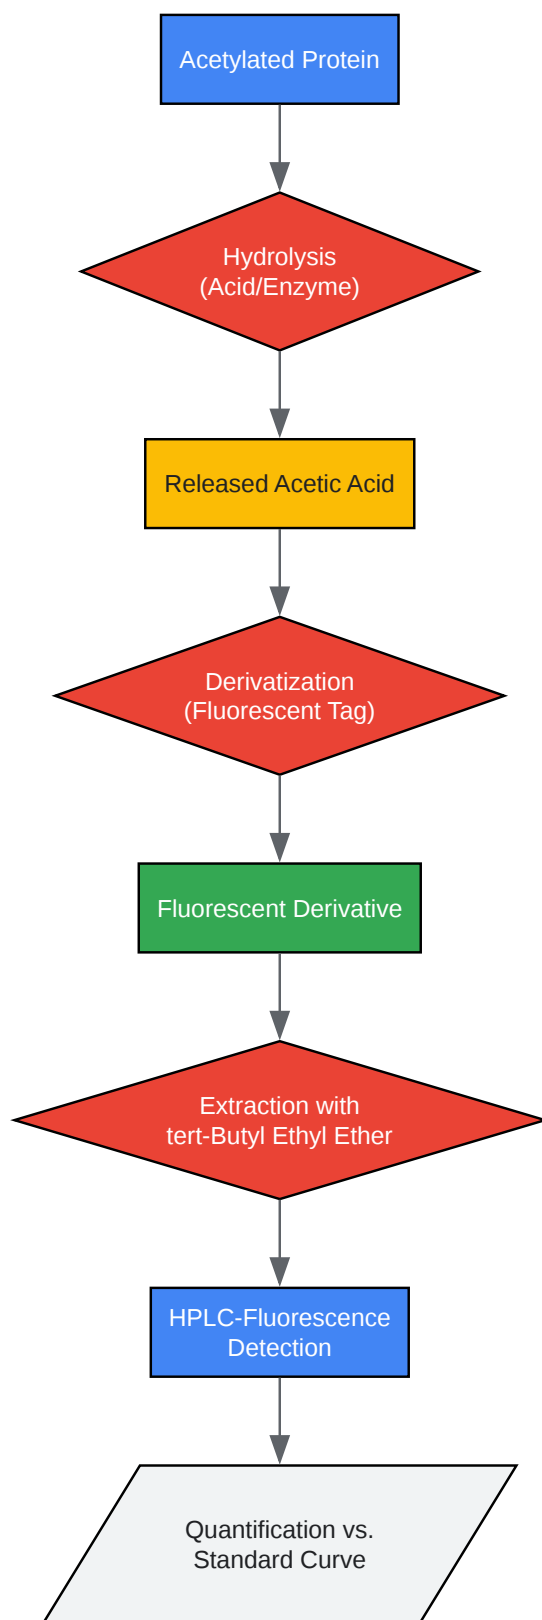 Acetylated Protein
Hydrolysis
(Acid/Enzyme)
Released Acetic Acid
Derivatization
(Fluorescent Tag)
Fluorescent Derivative
Extraction with
tert-Butyl Ethyl Ether
HPLC-Fluorescence
Detection
Quantification vs.
Standard Curve